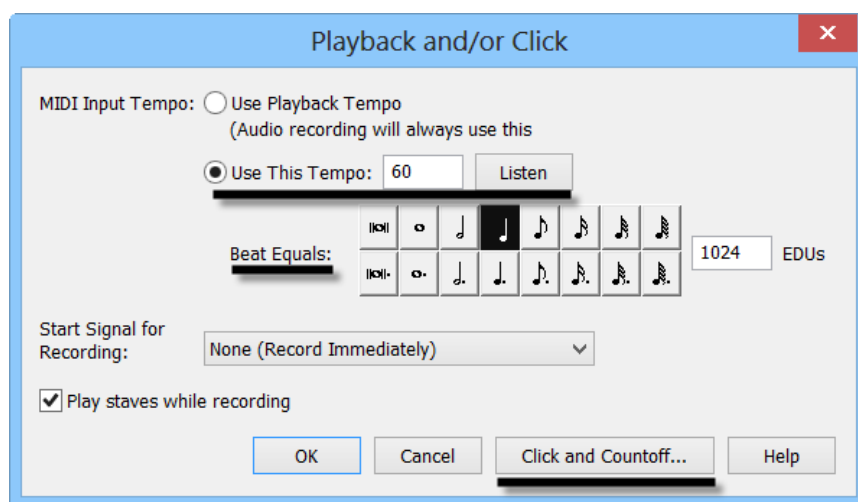 Playback and/or Click
MIDI Input Tempo: Use Playback Tempo
(Audio recording will always use this
Use This Tempo: 60 Listen
Beat Equals: 1024 EDUs
Start Signal for
Recording: None (Record Immediately)
Play staves while recording
OK Cancel Click and Countoff... Help